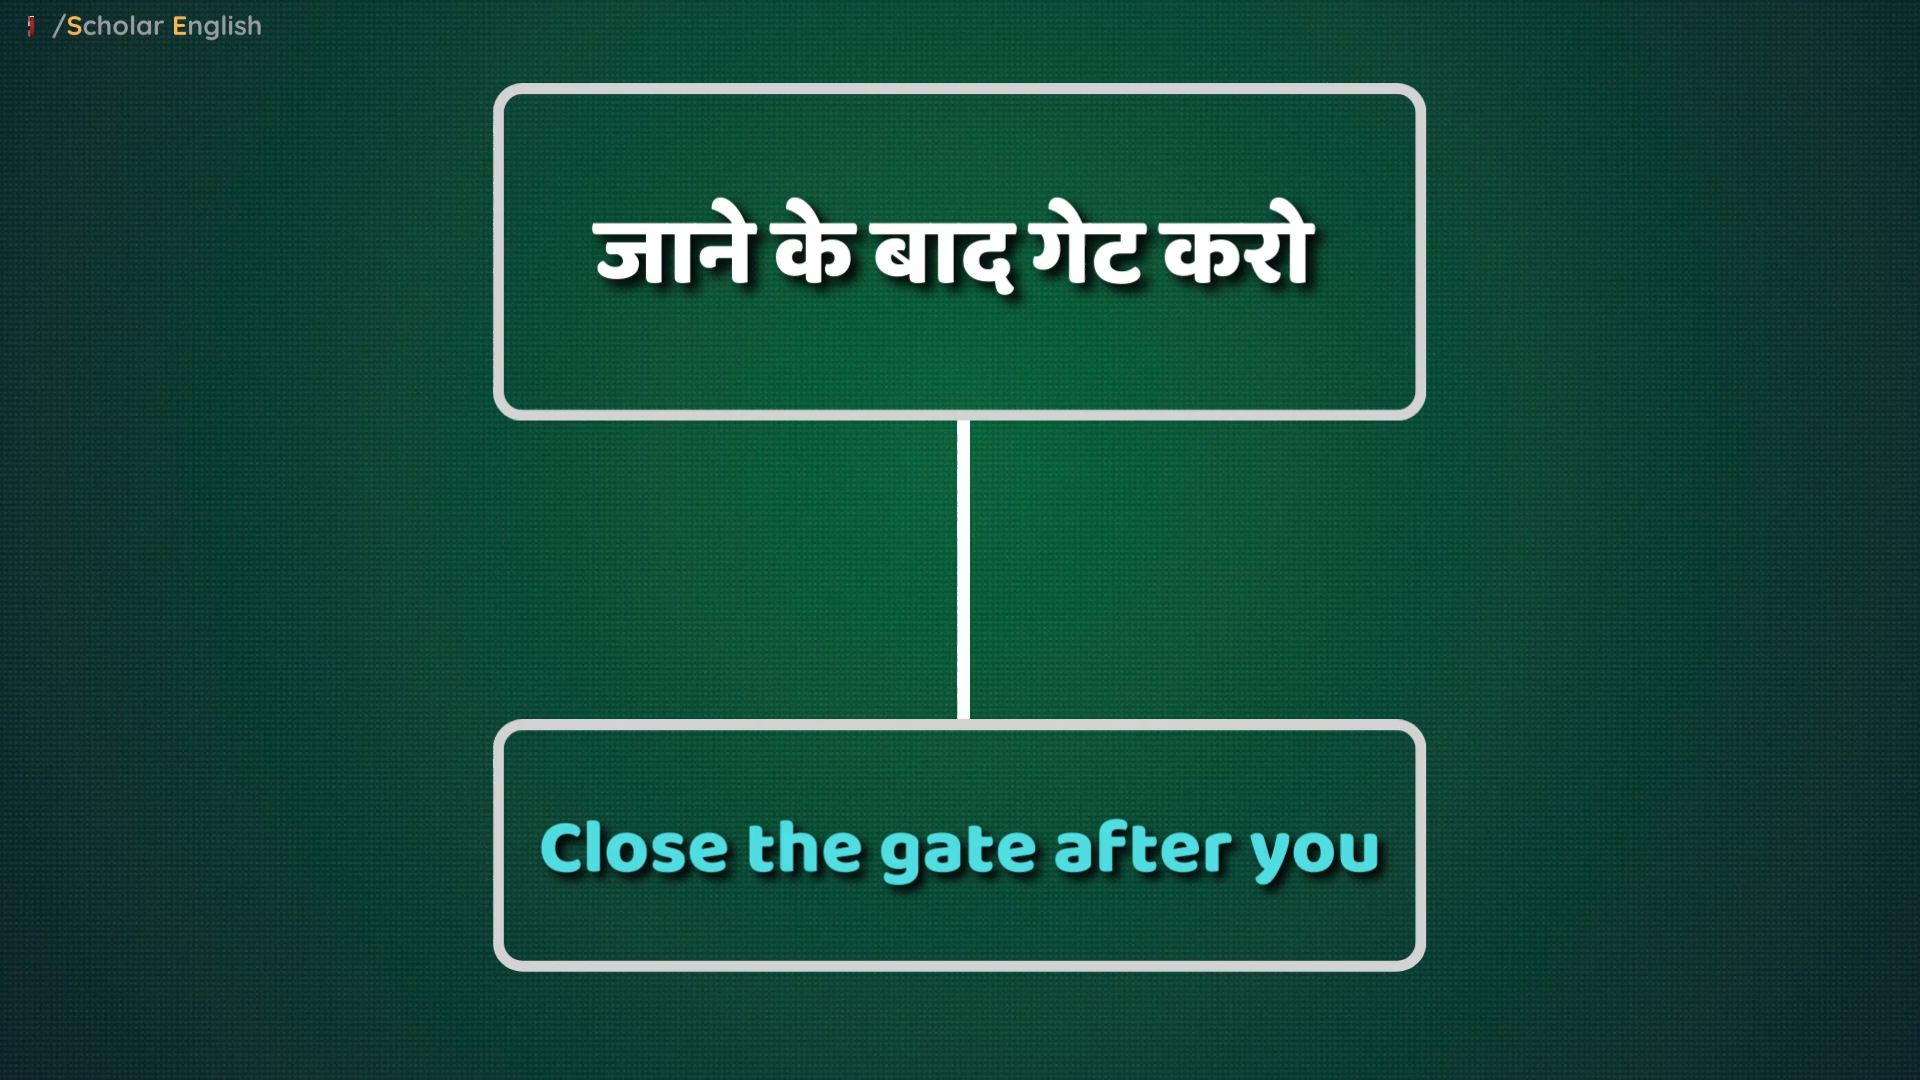 /Scholar English
जाने के बाद गेट करो
Close the gate after you